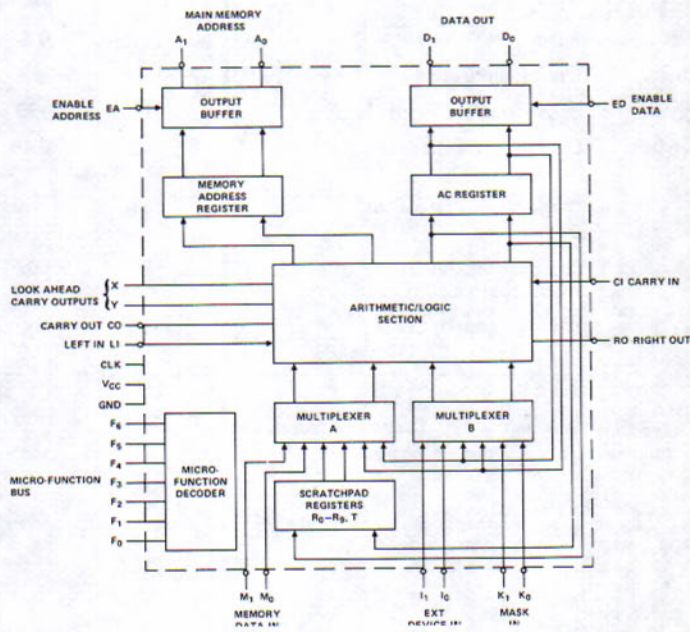 MAIN MEMORY
ADDRESS
A1 A0
DATA OUT
D1 D0
ENABLE
ADDRESS EA
OUTPUT
BUFFER
OUTPUT
BUFFER
ED ENABLE
DATA
MEMORY
ADDRESS
REGISTER
AC REGISTER
LOOK AHEAD
CARRY OUTPUTS
X
Y
ARITHMETIC/LOGIC
SECTION
CI CARRY IN
CARRY OUT CO
LEFT IN LI
RO RIGHT OUT
CLK
VCC
GND
MULTIPLEXER
A
MULTIPLEXER
B
MICRO-FUNCTION
BUS
F6
F5
F4
F3
F2
F1
F0
MICRO-
FUNCTION
DECODER
SCRATCHPAD
REGISTERS
R0–R9, T
M1 M0
I1 I0
K1 K0
MEMORY
DATA IN
EXT
DEVICE IN
MASK
IN